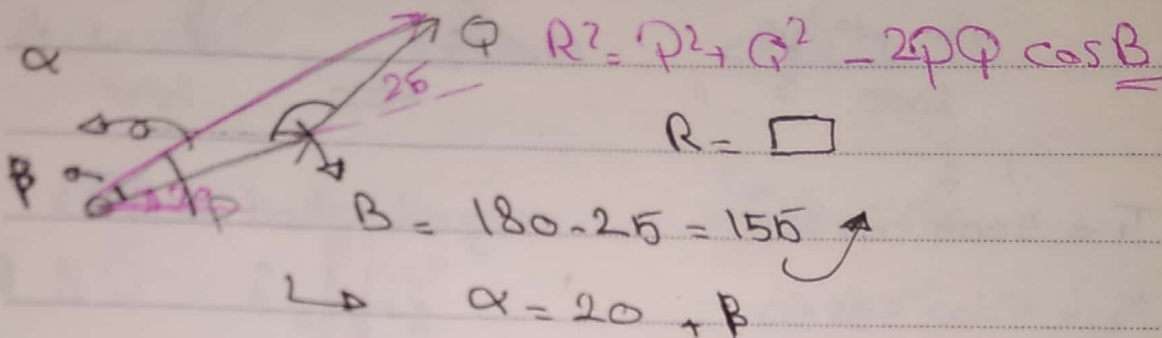 α Q R² = P² + Q² - 2PQ cos B
25
R = 
β 20 P B = 180 - 25 = 155
α = 20 + β